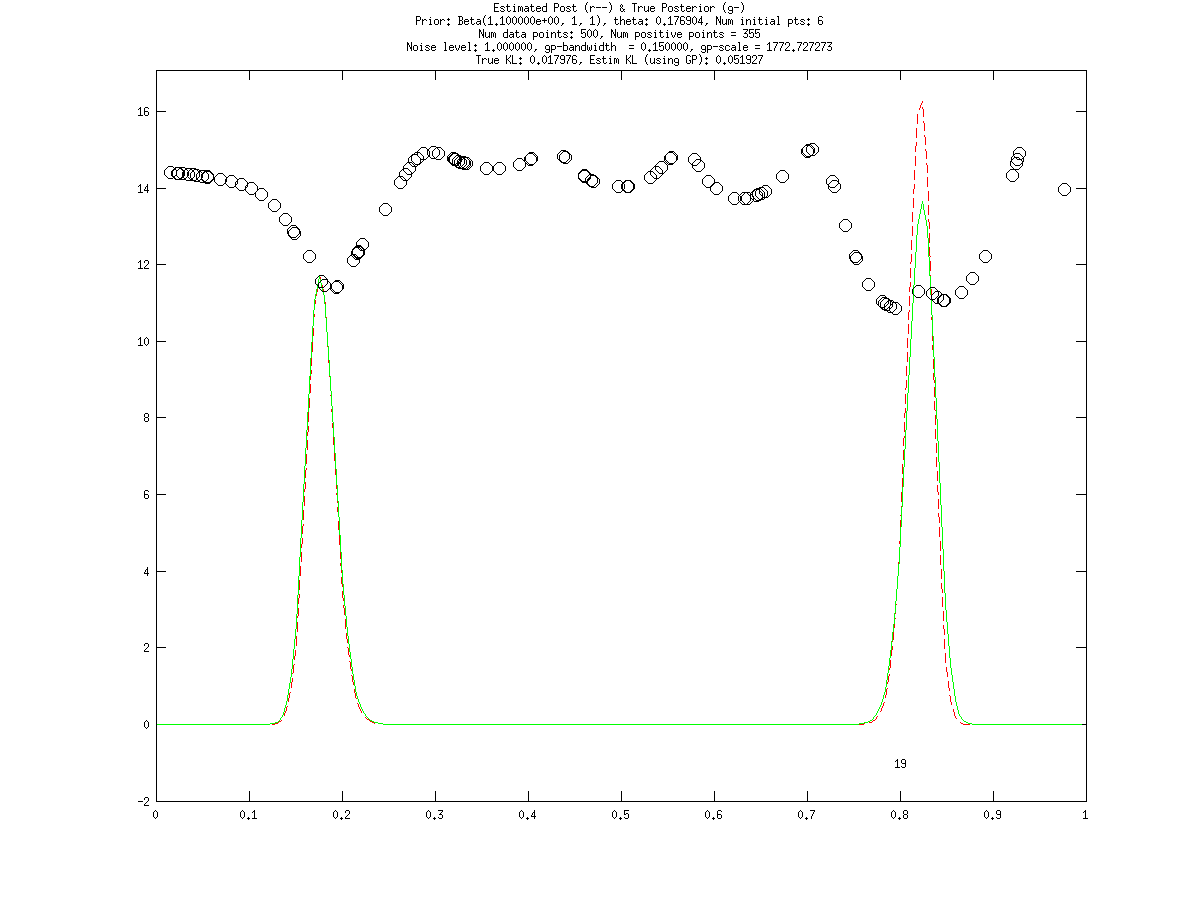 Estimated Post (r--) & True Posterior (g-)
Prior: Beta(1.100000e+00, 1, 1), theta: 0.176904, Num initial pts: 6
Num data points: 500, Num positive points = 355
Noise level: 1.000000, gp-bandwidth  = 0.150000, gp-scale = 1772.727273
True KL: 0.017976, Estim KL (using GP): 0.051927
16
14
12
10
8
6
4
2
0
19
-2
0 0.1 0.2 0.3 0.4 0.5 0.6 0.7 0.8 0.9 1